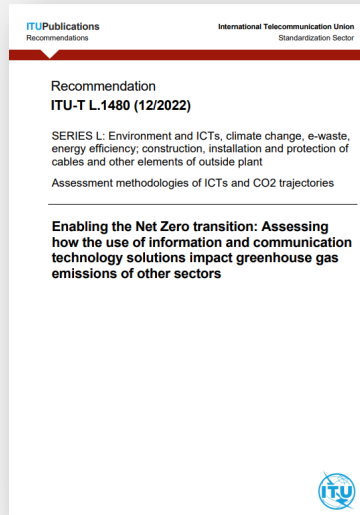 ITUPublications
International Telecommunication Union
Recommendations
Standardization Sector
Recommendation
ITU-T L.1480 (12/2022)
SERIES L: Environment and ICTs, climate change, e-waste,
energy efficiency; construction, installation and protection of
cables and other elements of outside plant
Assessment methodologies of ICTs and CO2 trajectories
Enabling the Net Zero transition: Assessing
how the use of information and communication
technology solutions impact greenhouse gas
emissions of other sectors
ITU